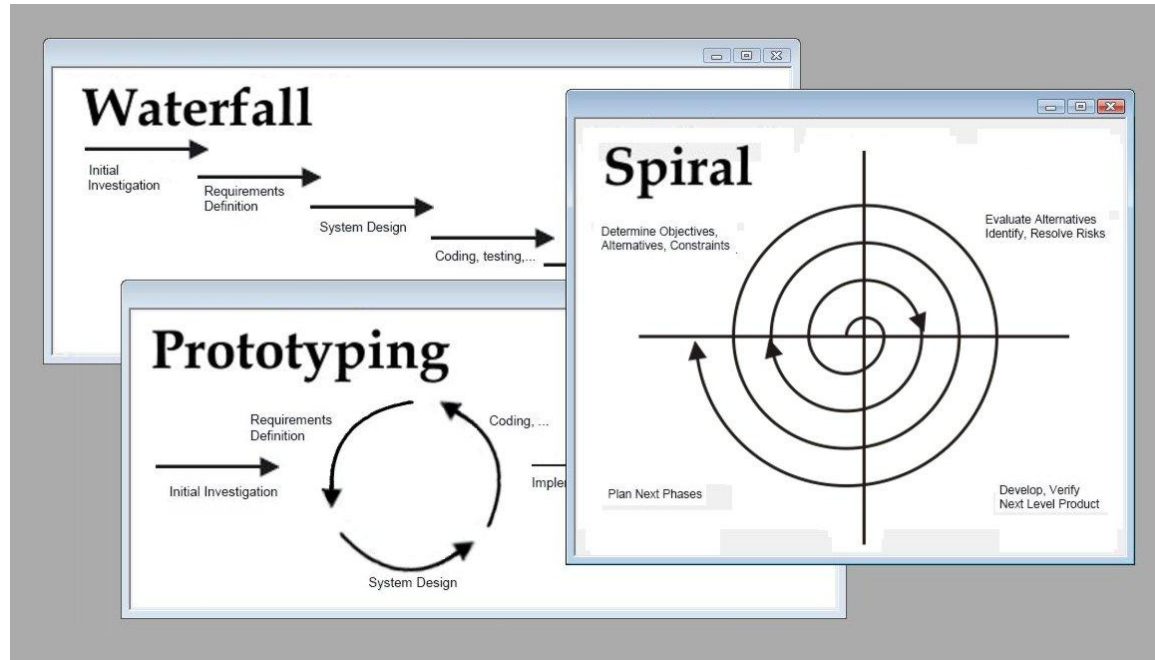 Waterfall
Initial
Investigation
Requirements
Definition
System Design
Coding, testing,...
Prototyping
Requirements
Definition
Coding, ...
Initial Investigation
System Design
Spiral
Determine Objectives,
Alternatives, Constraints
Evaluate Alternatives
Identify, Resolve Risks
Plan Next Phases
Develop, Verify
Next Level Product